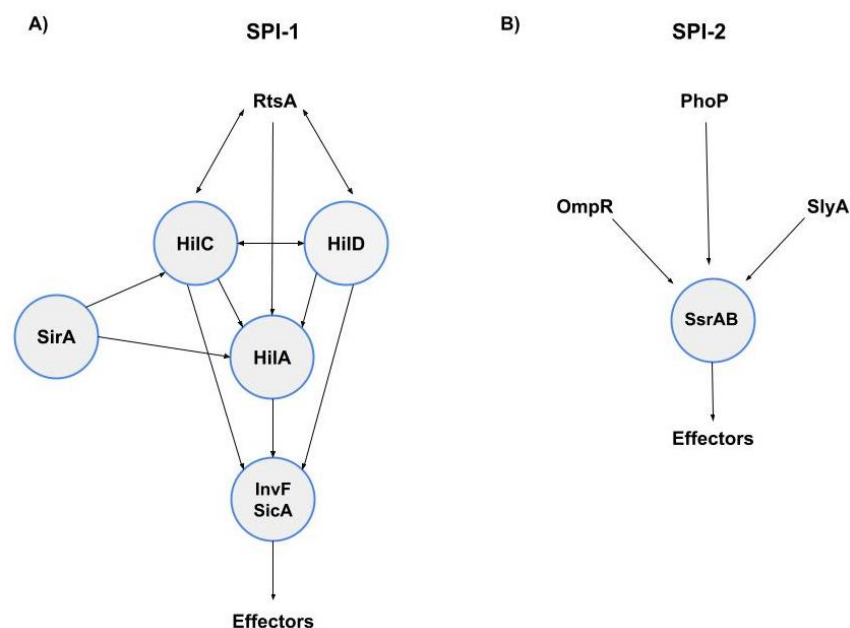 A)
SPI-1
RtsA
HilC
HilD
SirA
HilA
InvF
SicA
Effectors
B)
SPI-2
PhoP
OmpR
SlyA
SsrAB
Effectors